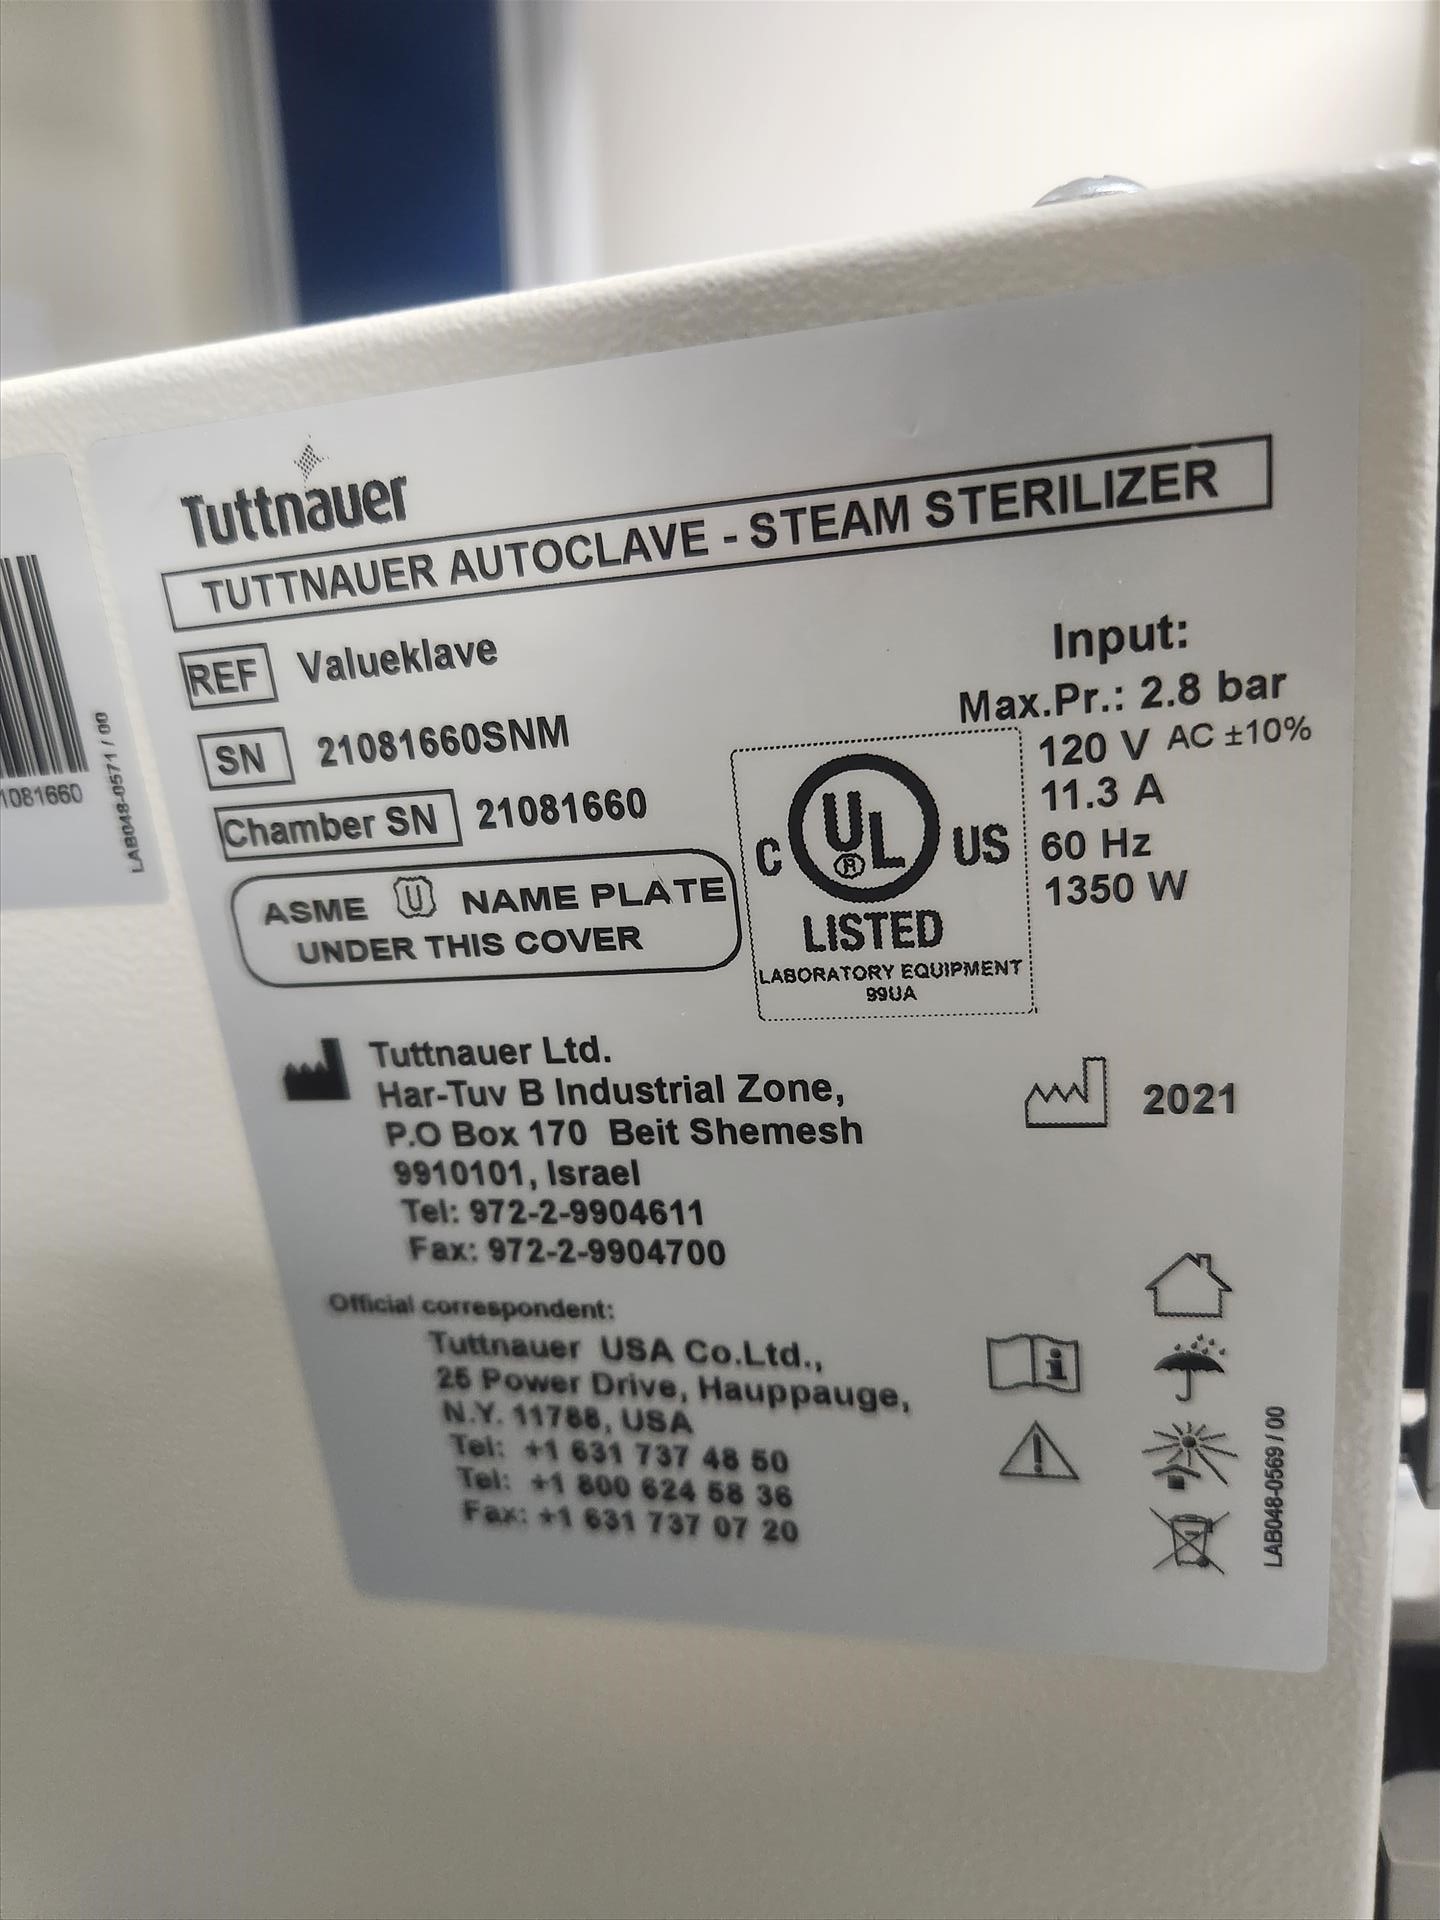 Tuttnauer
TUTTNAUER AUTOCLAVE - STEAM STERILIZER
REF Valueklave
SN 21081660SNM
Chamber SN 21081660
ASME U NAME PLATE
UNDER THIS COVER
Input:
Max.Pr.: 2.8 bar
120 V AC ±10%
11.3 A
60 Hz
1350 W
C UL ® US
LISTED
LABORATORY EQUIPMENT
99UA
Tuttnauer Ltd.
Har-Tuv B Industrial Zone,
P.O Box 170 Beit Shemesh
9910101, Israel
Tel: 972-2-9904611
Fax: 972-2-9904700
2021
Official correspondent:
Tuttnauer USA Co.Ltd.,
25 Power Drive, Hauppauge,
N.Y. 11788, USA
Tel: +1 631 737 48 50
Tel: +1 800 624 58 36
Fax: +1 631 737 07 20
LAB048-0569 / 00
1081660
LAB048-0571 / 00